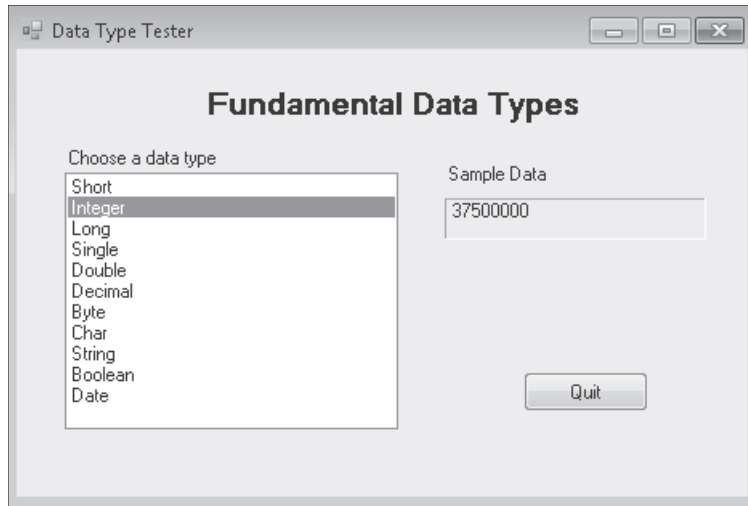 Data Type Tester
Fundamental Data Types
Choose a data type
Short
Integer
Long
Single
Double
Decimal
Byte
Char
String
Boolean
Date
Sample Data
37500000
Quit